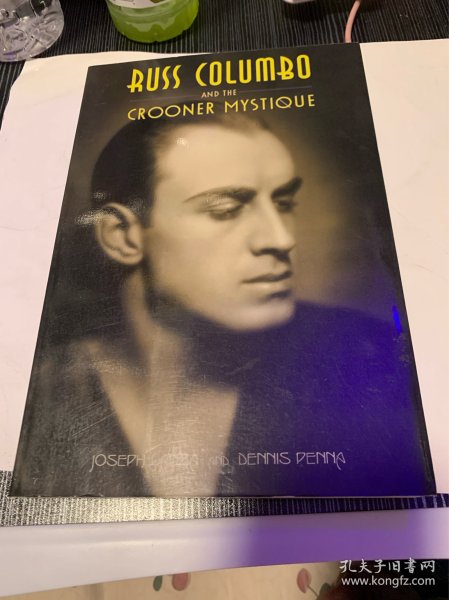 RUSS COLUMBO
AND THE
CROONER MYSTIQUE
JOSEPH AND DENNIS PENNA
孔夫子旧书网
www.kongfz.com